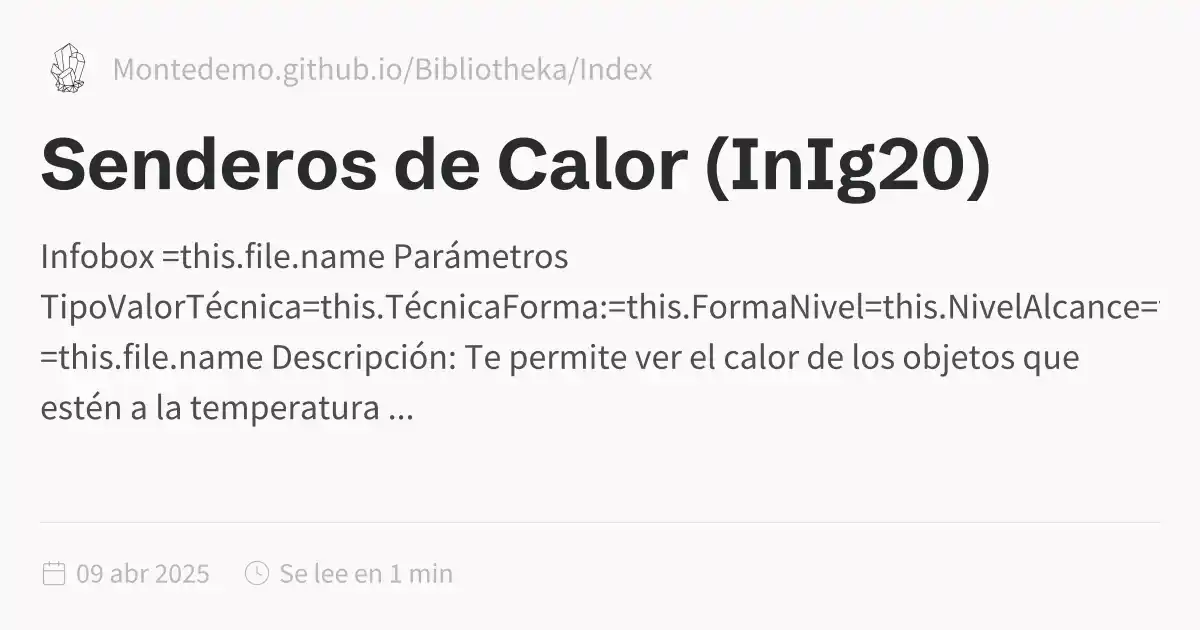 Montedemo.github.io/Bibliotheka/Index
Senderos de Calor (InIg20)
Infobox =this.file.name Parámetros
TipoValorTécnica=this.TécnicaForma:=this.FormaNivel=this.NivelAlcance=
=this.file.name Descripción: Te permite ver el calor de los objetos que
estén a la temperatura ...
09 abr 2025 Se lee en 1 min